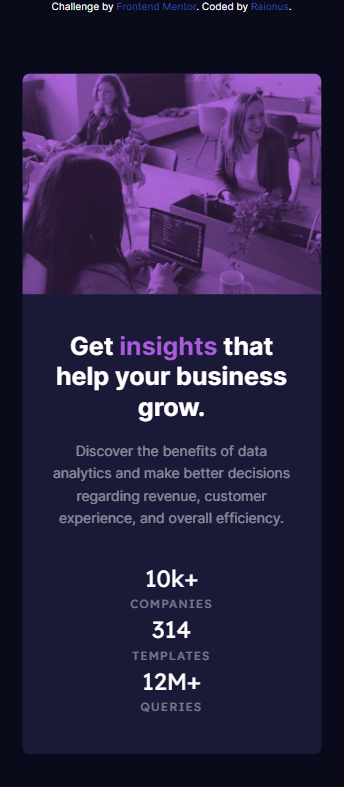 Challenge by Frontend Mentor. Coded by Raionus.
Get insights that
help your business
grow.
Discover the benefits of data
analytics and make better decisions
regarding revenue, customer
experience, and overall efficiency.
10k+
COMPANIES
314
TEMPLATES
12M+
QUERIES